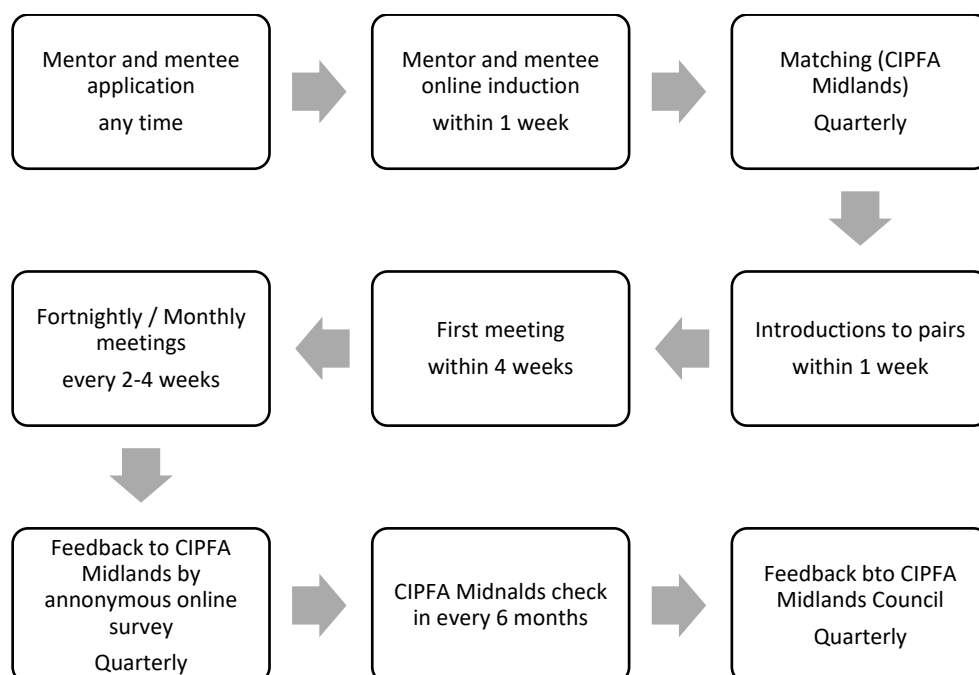 Mentor and mentee
application
any time
Mentor and mentee
online induction
within 1 week
Matching (CIPFA
Midlands)
Quarterly
Introductions to pairs
within 1 week
First meeting
within 4 weeks
Fortnightly / Monthly
meetings
every 2-4 weeks
Feedback to CIPFA
Midlands by
annonymous online
survey
Quarterly
CIPFA Midnalds check
in every 6 months
Feedback bto CIPFA
Midlands Council
Quarterly